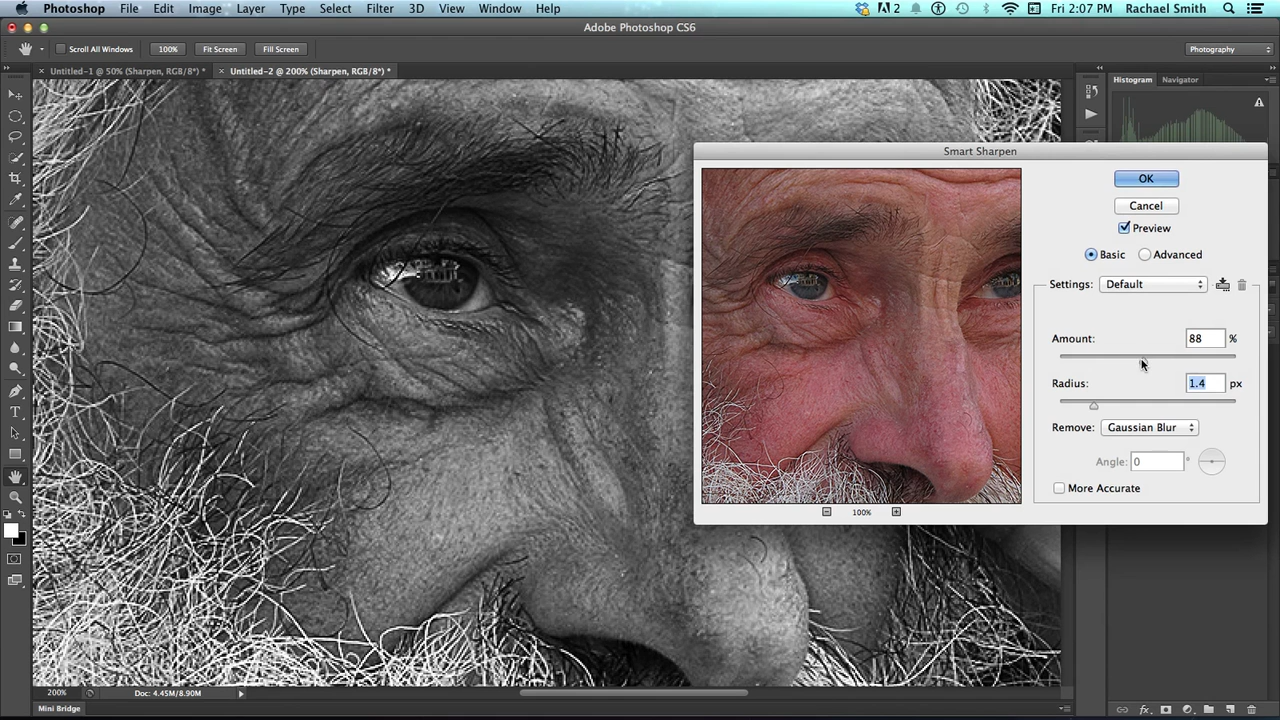 Photoshop File Edit Image Layer Type Select Filter 3D View Window Help 2 Fri 2:07 PM Rachael Smith
Adobe Photoshop CS6
Scroll All Windows 100% Fit Screen Fill Screen Photography
Untitled-1 @ 50% (Sharpen, RGB/8*) * Untitled-2 @ 200% (Sharpen, RGB/8*) * Histogram Navigator
Smart Sharpen
OK
Cancel
Preview
Basic Advanced
Settings: Default
Amount: 88 %
Radius: 1.4 px
Remove: Gaussian Blur
Angle: 0 °
More Accurate
100%
200% Doc: 4.45M/8.90M
Mini Bridge